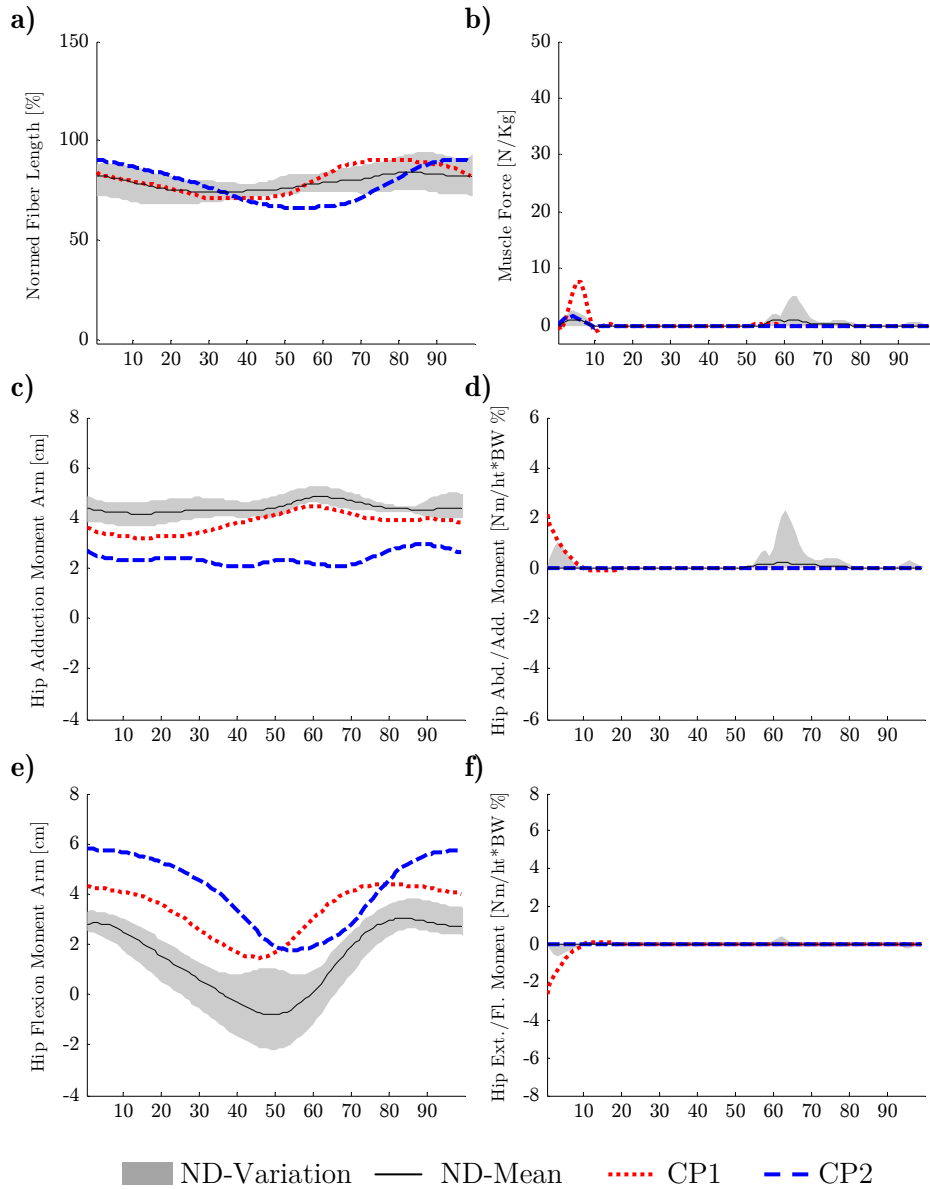 a)
Normed Fiber Length [%]
150
100
50
0
10 20 30 40 50 60 70 80 90
b)
Muscle Force [N/Kg]
50
40
30
20
10
0
10 20 30 40 50 60 70 80 90
c)
Hip Adduction Moment Arm [cm]
8
6
4
2
0
-2
-4
10 20 30 40 50 60 70 80 90
d)
Hip Abd./Add. Moment [Nm/ht*BW %]
6
4
2
0
-2
-4
-6
10 20 30 40 50 60 70 80 90
e)
Hip Flexion Moment Arm [cm]
8
6
4
2
0
-2
-4
10 20 30 40 50 60 70 80 90
f)
Hip Ext./Fl. Moment [Nm/ht*BW %]
8
6
4
2
0
-2
-4
-6
-8
10 20 30 40 50 60 70 80 90
ND-Variation ND-Mean CP1 CP2